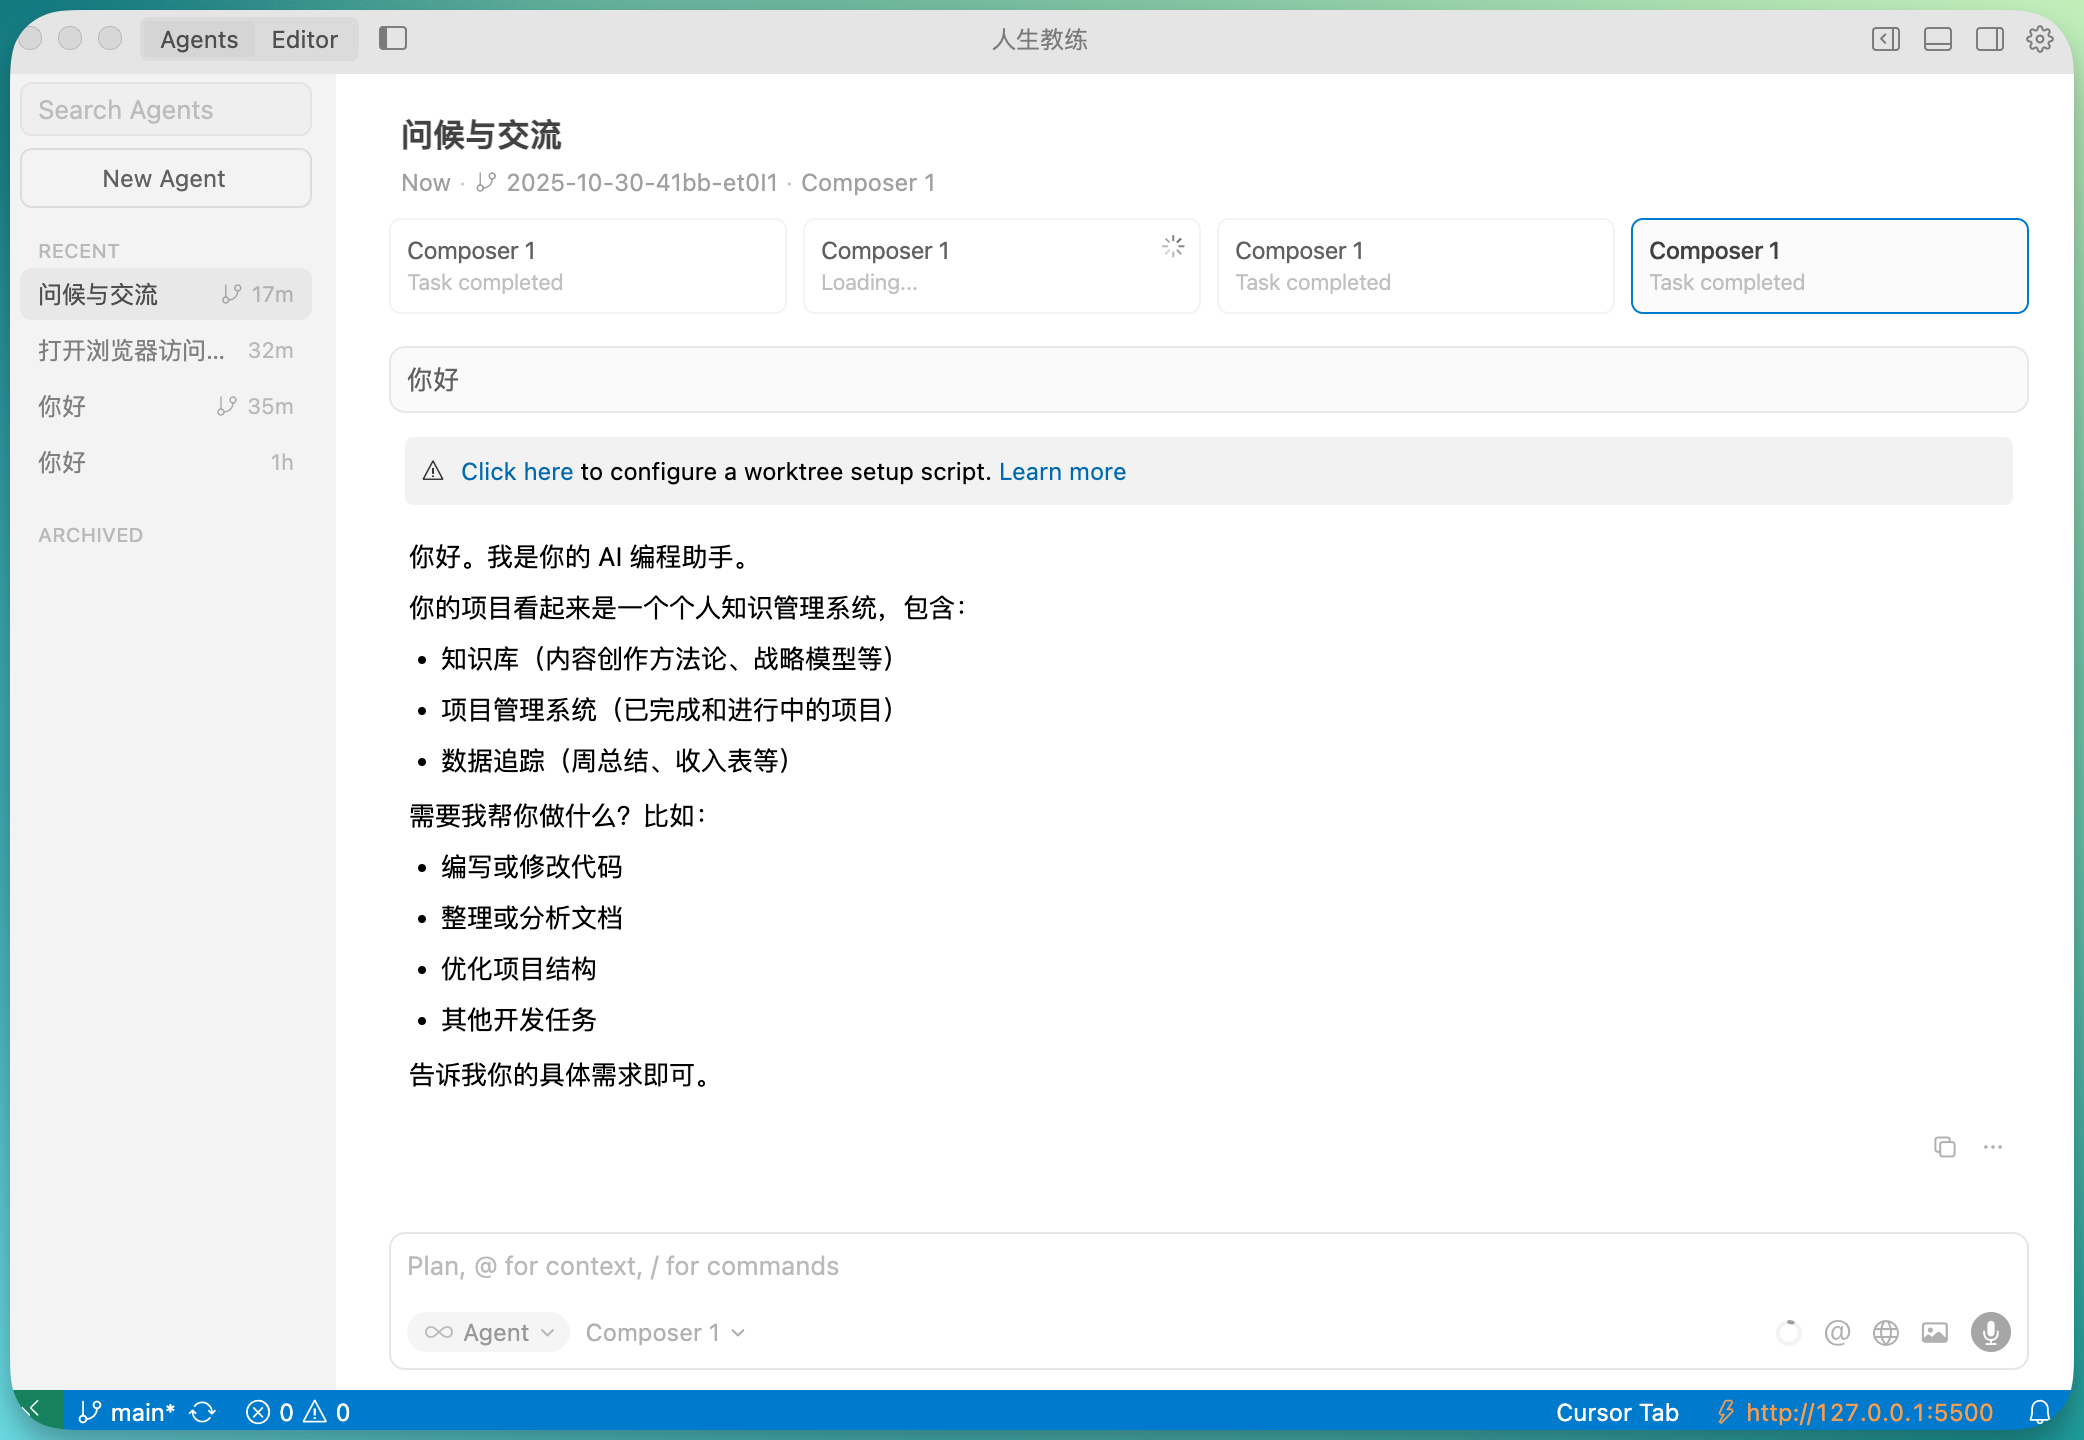 Agents Editor
人生教练
Search Agents
New Agent
RECENT
问候与交流 17m
打开浏览器访问... 32m
你好 35m
你好 1h
ARCHIVED
问候与交流
Now · 2025-10-30-41bb-et0l1 · Composer 1
Composer 1
Task completed
Composer 1
Loading...
Composer 1
Task completed
Composer 1
Task completed
你好
Click here to configure a worktree setup script. Learn more
你好。我是你的 AI 编程助手。
你的项目看起来是一个个人知识管理系统，包含：
• 知识库（内容创作方法论、战略模型等）
• 项目管理系统（已完成和进行中的项目）
• 数据追踪（周总结、收入表等）
需要我帮你做什么？比如：
• 编写或修改代码
• 整理或分析文档
• 优化项目结构
• 其他开发任务
告诉我你的具体需求即可。
Plan, @ for context, / for commands
Agent Composer 1
main* 0 0
Cursor Tab http://127.0.0.1:5500